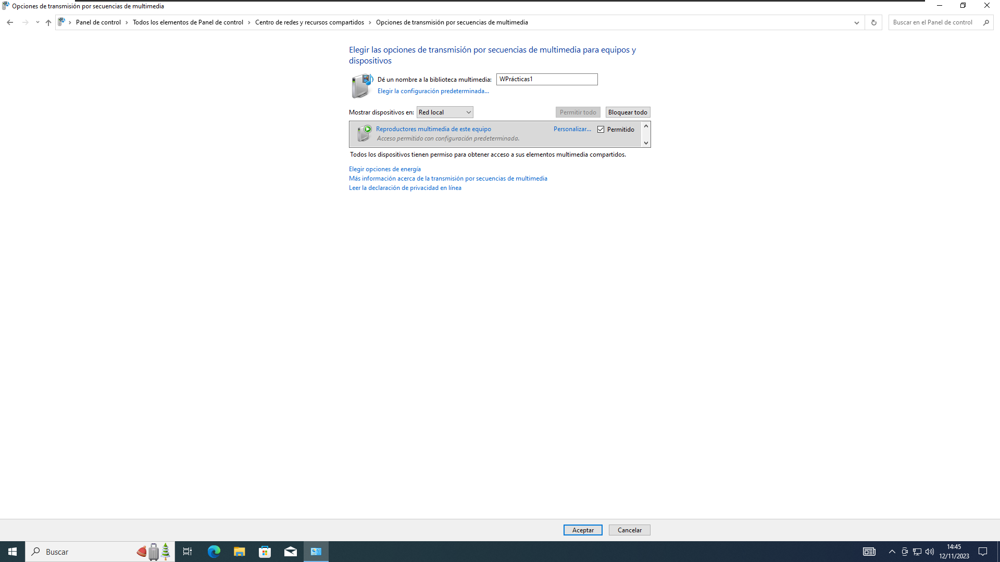 Opciones de transmisión por secuencias de multimedia
Panel de control
Todos los elementos de Panel de control
Centro de redes y recursos compartidos
Opciones de transmisión por secuencias de multimedia
Buscar en el Panel de control
Elegir las opciones de transmisión por secuencias de multimedia para equipos y
dispositivos
Dé un nombre a la biblioteca multimedia: WPrácticas1
Elegir la configuración predeterminada...
Mostrar dispositivos en: Red local Permitir todo Bloquear todo
Reproductores multimedia de este equipo Personalizar... Permitido
Acceso permitido con configuración predeterminada.
Todos los dispositivos tienen permiso para obtener acceso a sus elementos multimedia compartidos.
Elegir opciones de energía
Más información acerca de la transmisión por secuencias de multimedia
Leer la declaración de privacidad en línea
Aceptar Cancelar
Buscar
14:45
12/11/2023